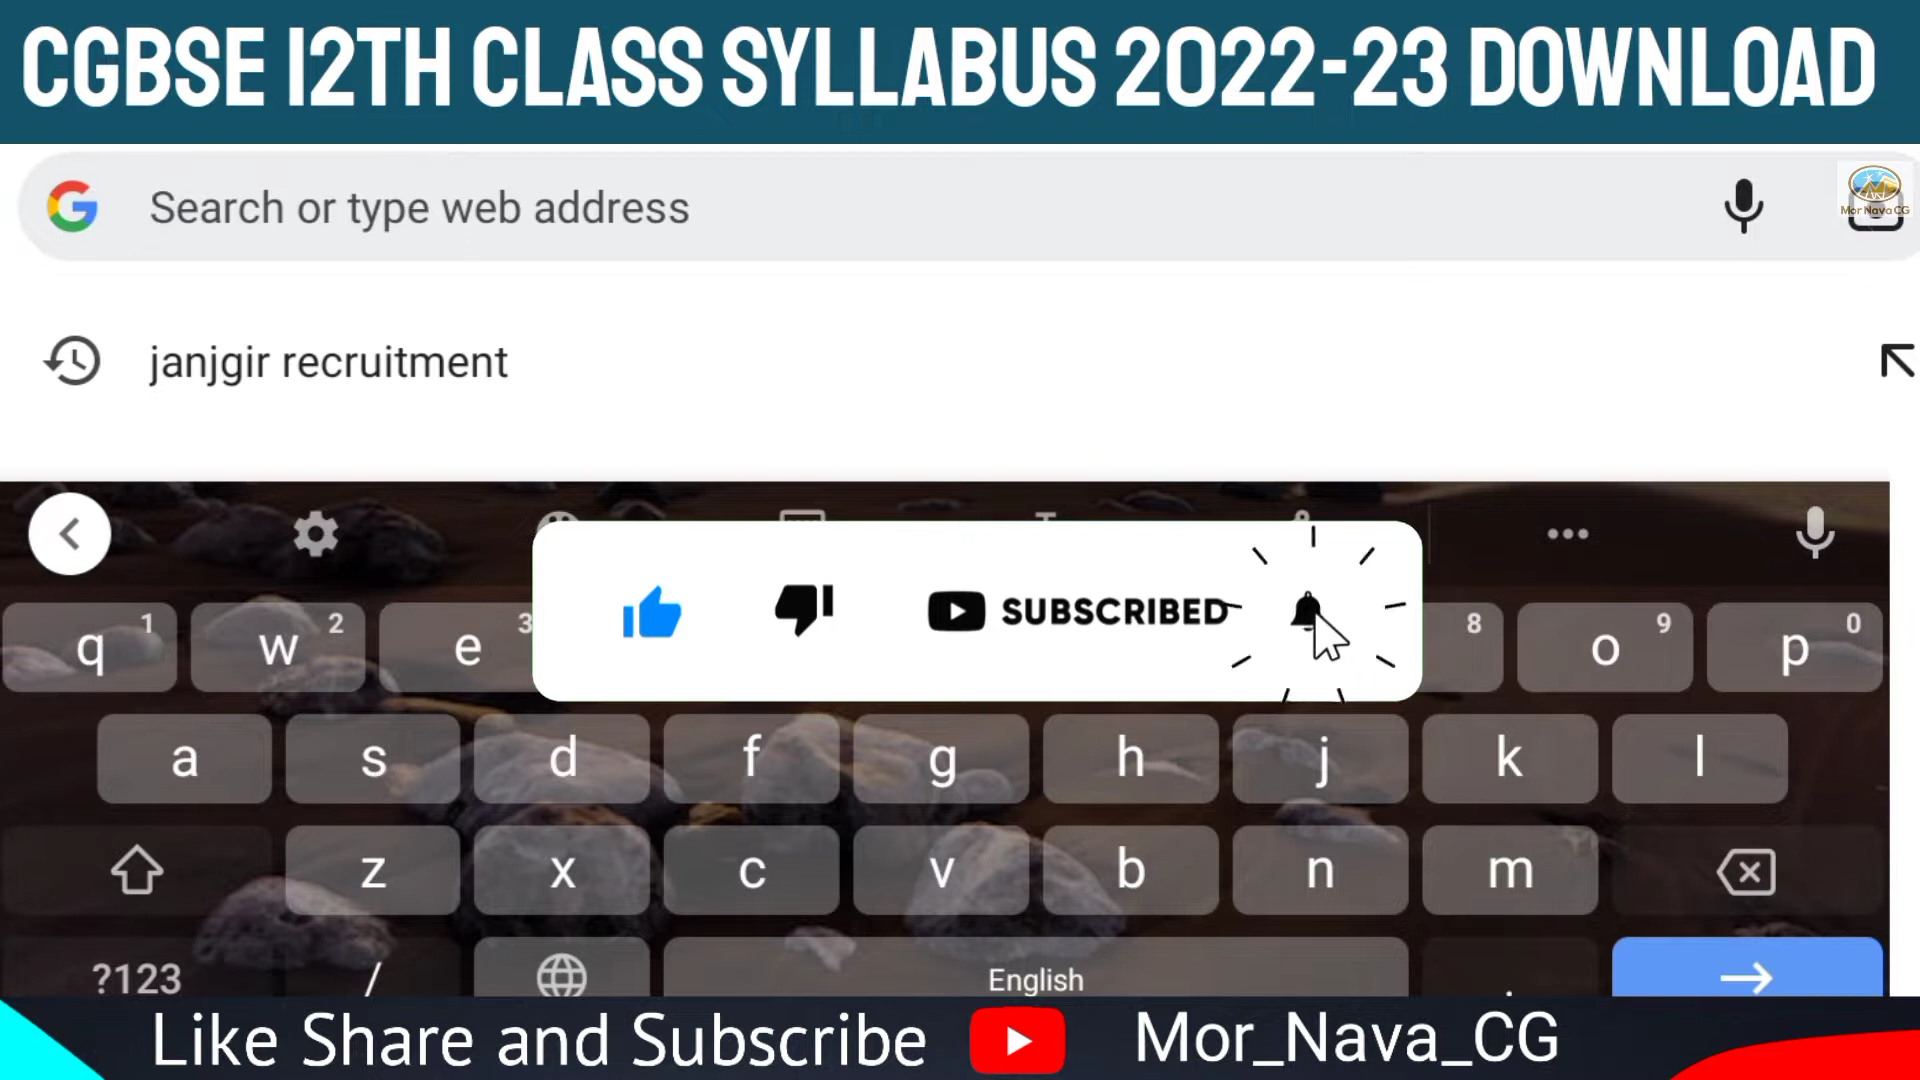 CGBSE 12TH CLASS SYLLABUS 2022-23 DOWNLOAD
Search or type web address
Mor Nava CG
janjgir recruitment
SUBSCRIBED
q 1 w 2 e 3 8 o 9 p 0
a s d f g h j k l
z x c v b n m
?123 / English .
Like Share and Subscribe Mor_Nava_CG